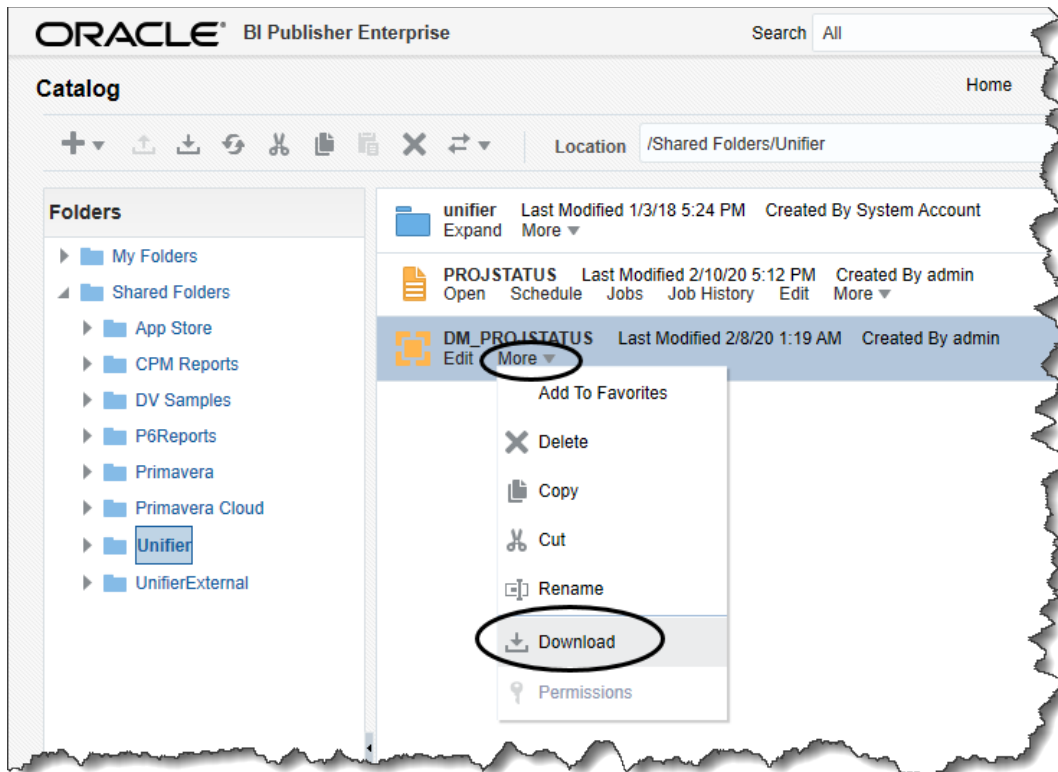 ORACLE® BI Publisher Enterprise Search All
Catalog Home
Location /Shared Folders/Unifier
Folders
My Folders
Shared Folders
App Store
CPM Reports
DV Samples
P6Reports
Primavera
Primavera Cloud
Unifier
UnifierExternal
unifier Last Modified 1/3/18 5:24 PM Created By System Account
Expand More
PROJSTATUS Last Modified 2/10/20 5:12 PM Created By admin
Open Schedule Jobs Job History Edit More
DM_PROJSTATUS Last Modified 2/8/20 1:19 AM Created By admin
Edit More
Add To Favorites
Delete
Copy
Cut
Rename
Download
Permissions